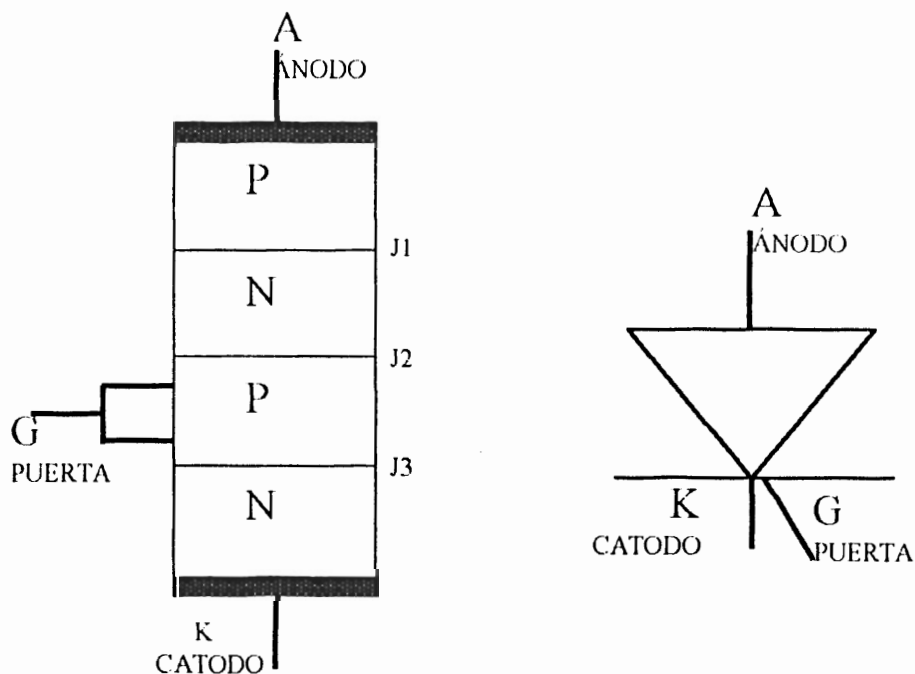 A
ÁNODO
P
J1
N
J2
P
G
PUERTA
J3
N
K
CATODO
A
ÁNODO
K
CATODO
G
PUERTA